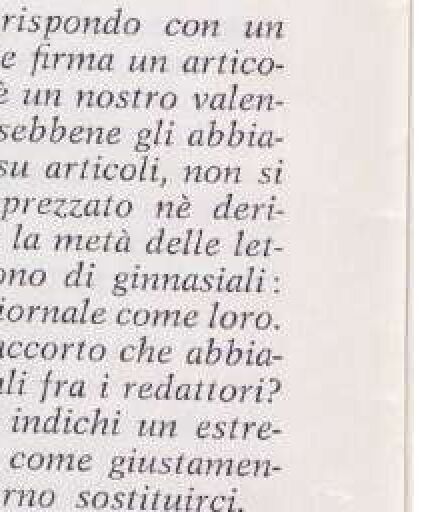 rispondo con un
e firma un artico-
è un nostro valen-
sebbene gli abbia-
su articoli, non si
prezzato nè deri-
la metà delle let-
ono di ginnasiali:
iornale come loro.
accorto che abbia-
ali fra i redattori?
indichi un estre-
come giustamen-
rno sostituirci.